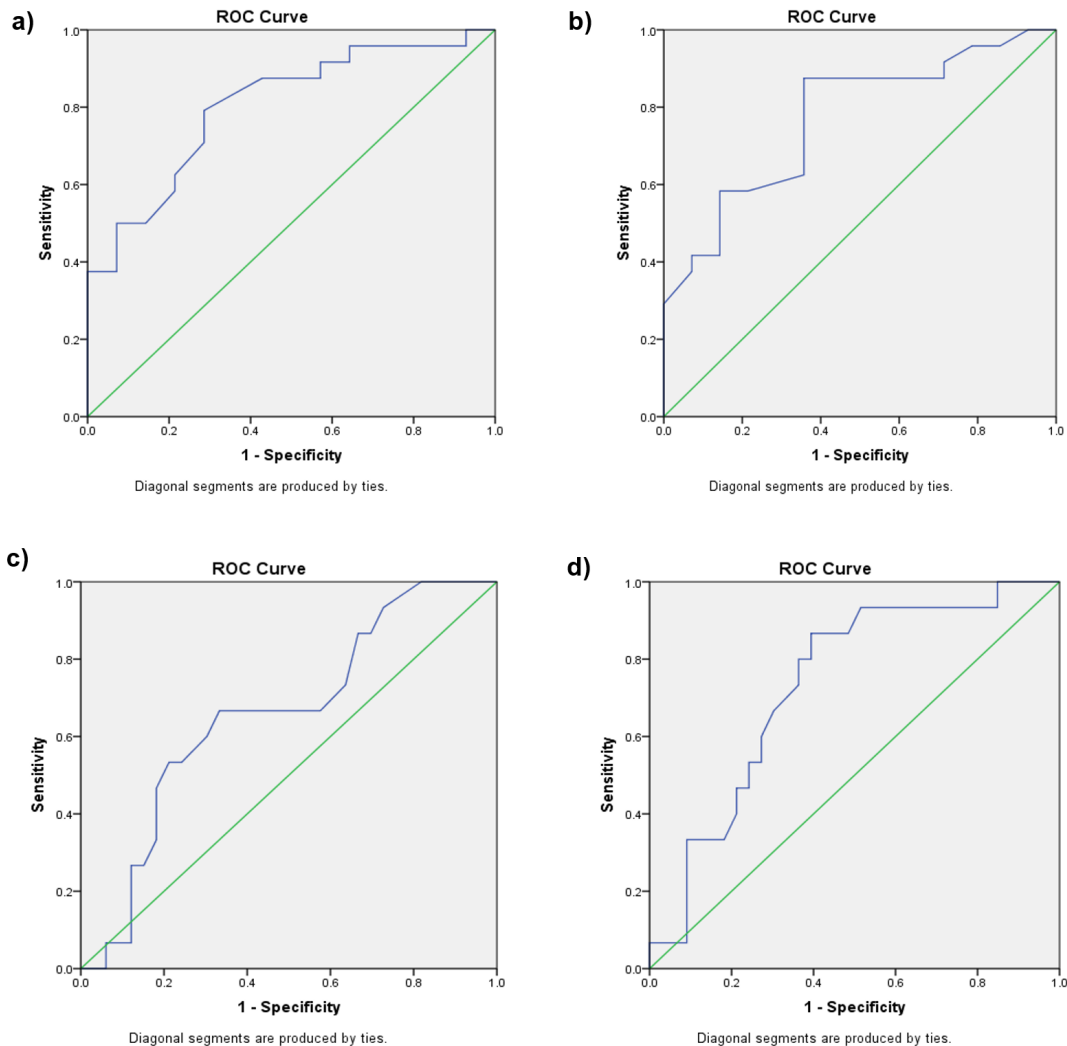 a)
ROC Curve
1.0
0.8
0.6
0.4
0.2
0.0
Sensitivity
0.0 0.2 0.4 0.6 0.8 1.0
1 - Specificity
Diagonal segments are produced by ties.
b)
ROC Curve
1.0
0.8
0.6
0.4
0.2
0.0
Sensitivity
0.0 0.2 0.4 0.6 0.8 1.0
1 - Specificity
Diagonal segments are produced by ties.
c)
ROC Curve
1.0
0.8
0.6
0.4
0.2
0.0
Sensitivity
0.0 0.2 0.4 0.6 0.8 1.0
1 - Specificity
Diagonal segments are produced by ties.
d)
ROC Curve
1.0
0.8
0.6
0.4
0.2
0.0
Sensitivity
0.0 0.2 0.4 0.6 0.8 1.0
1 - Specificity
Diagonal segments are produced by ties.